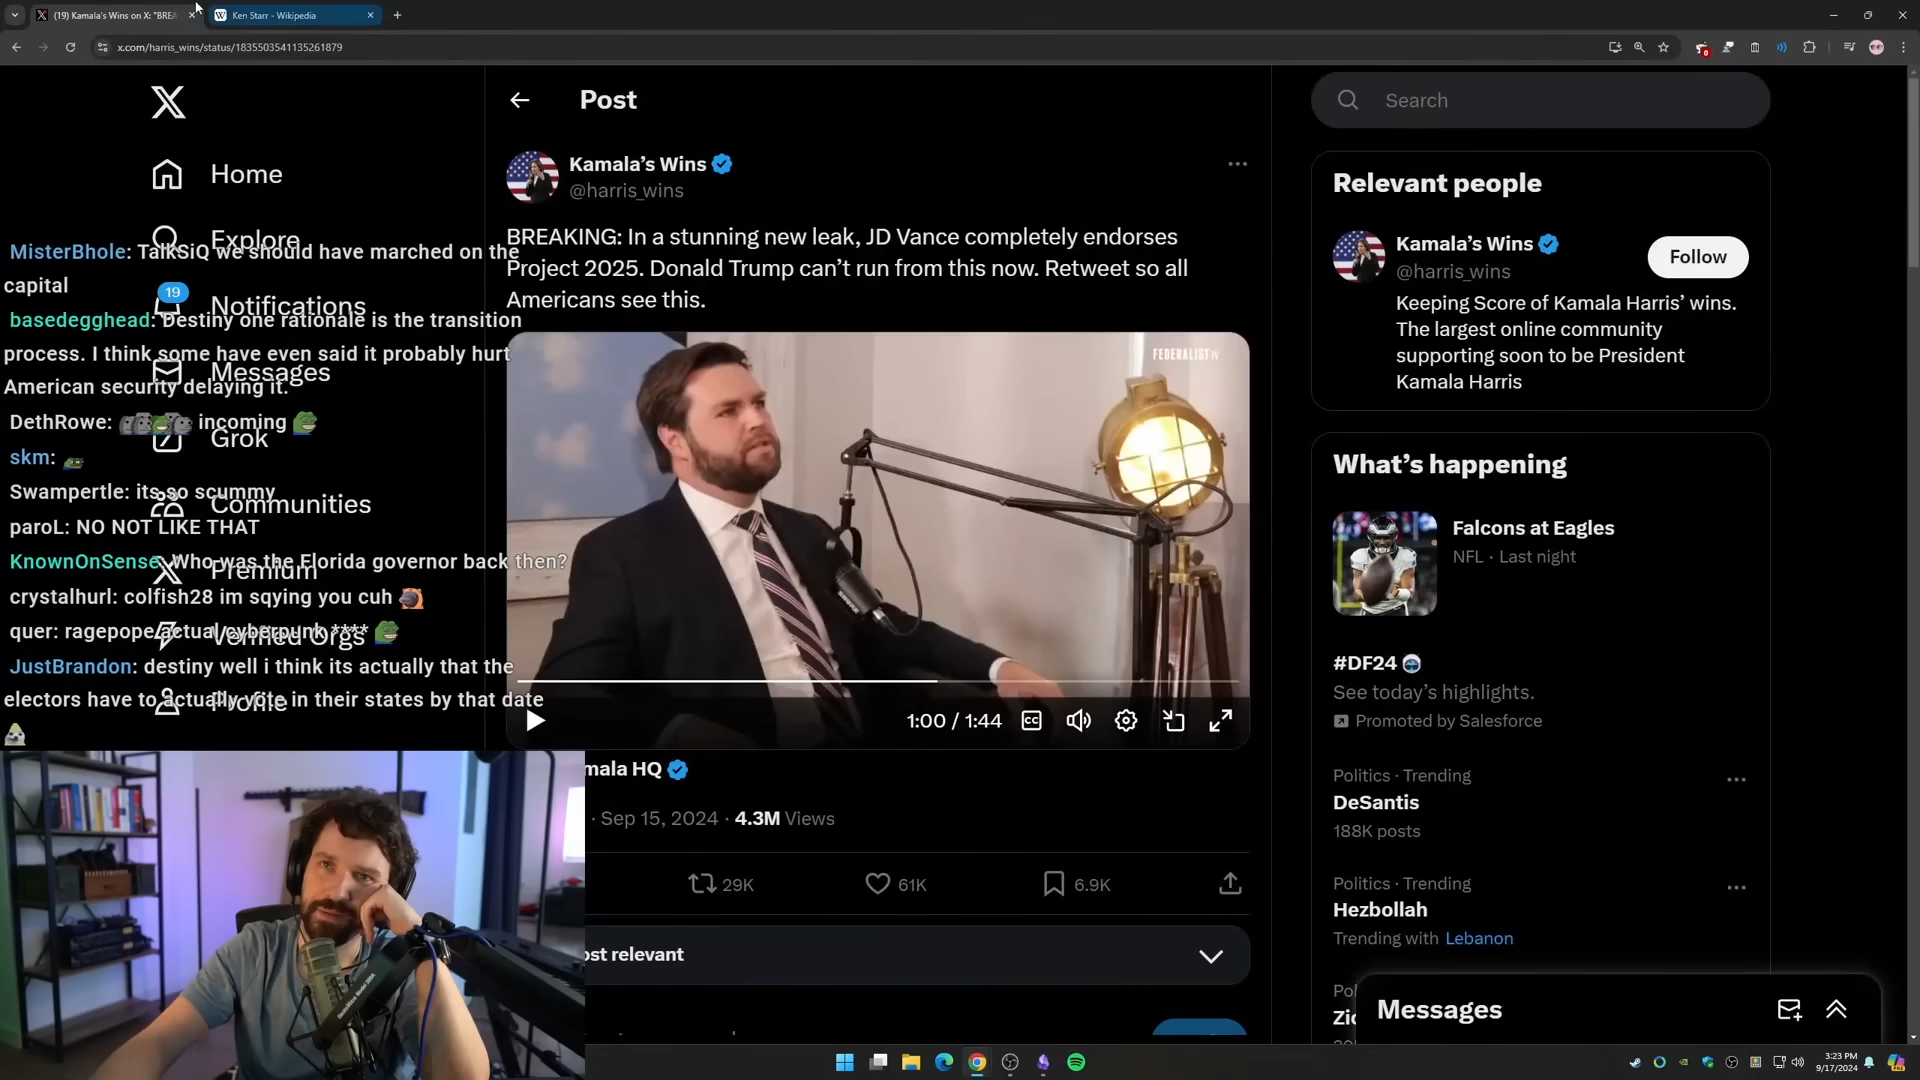 (19) Kamala's Wins on X: "BREA
Ken Starr - Wikipedia
x.com/harris_wins/status/1835503541135261879
Post
Search
Home
Explore
Notifications
19
Messages
Grok
Communities
Premium
Verified Orgs
Profile
MisterBhole: TalkSiQ we should have marched on the
capital
basedegghead: Destiny one rationale is the transition
process. I think some have even said it probably hurt
American security delaying it.
DethRowe: incoming
skm:
Swampertle: its so scummy
paroL: NO NOT LIKE THAT
KnownOnSense: Who was the Florida governor back then?
crystalhurl: colfish28 im sqying you cuh
quer: ragepope actual cyberpunk ****
JustBrandon: destiny well i think its actually that the
electors have to actually vote in their states by that date
Kamala's Wins
@harris_wins
BREAKING: In a stunning new leak, JD Vance completely endorses
Project 2025. Donald Trump can't run from this now. Retweet so all
Americans see this.
FEDERALIST
1:00 / 1:44
CC
mala HQ
· Sep 15, 2024 · 4.3M Views
29K
61K
6.9K
ost relevant
Relevant people
Kamala's Wins
@harris_wins
Follow
Keeping Score of Kamala Harris' wins.
The largest online community
supporting soon to be President
Kamala Harris
What's happening
Falcons at Eagles
NFL · Last night
#DF24
See today's highlights.
Promoted by Salesforce
Politics · Trending
DeSantis
188K posts
Politics · Trending
Hezbollah
Trending with Lebanon
Po
Zic
Messages
3:23 PM
9/17/2024